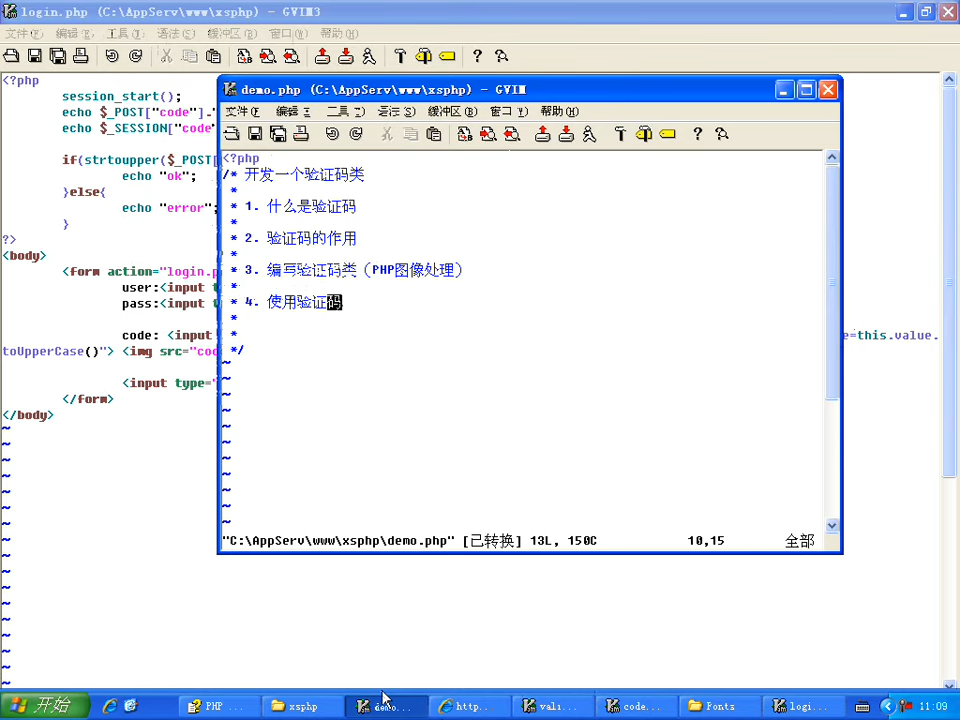 login.php (C:\AppServ\www\xsphp) - GVIM3
文件(F) 编辑(E) 工具(T) 语法(S) 缓冲区(B) 窗口(W) 帮助(H)
<?php
session_start();
echo $_POST["code"].
echo $_SESSION["code
if(strtoupper($_POST[
echo "ok";
}else{
echo "error";
}
?>
<body>
<form action="login.p
user:<input t
pass:<input t
code: <input
e=this.value.
toUpperCase()"> <img src="cod
<input type="
</form>
</body>
demo.php (C:\AppServ\www\xsphp) - GVIM
文件(F) 编辑(E) 工具(T) 语法(S) 缓冲区(B) 窗口(W) 帮助(H)
<?php
/* 开发一个验证码类
*
* 1. 什么是验证码
*
* 2. 验证码的作用
*
* 3. 编写验证码类（PHP图像处理）
*
* 4. 使用验证码
*
*
*/
"C:\AppServ\www\xsphp\demo.php" [已转换] 13L, 150C 10,15 全部
开始 PHP ... xsphp demo... http... vali... code... Fonts logi... 11:09